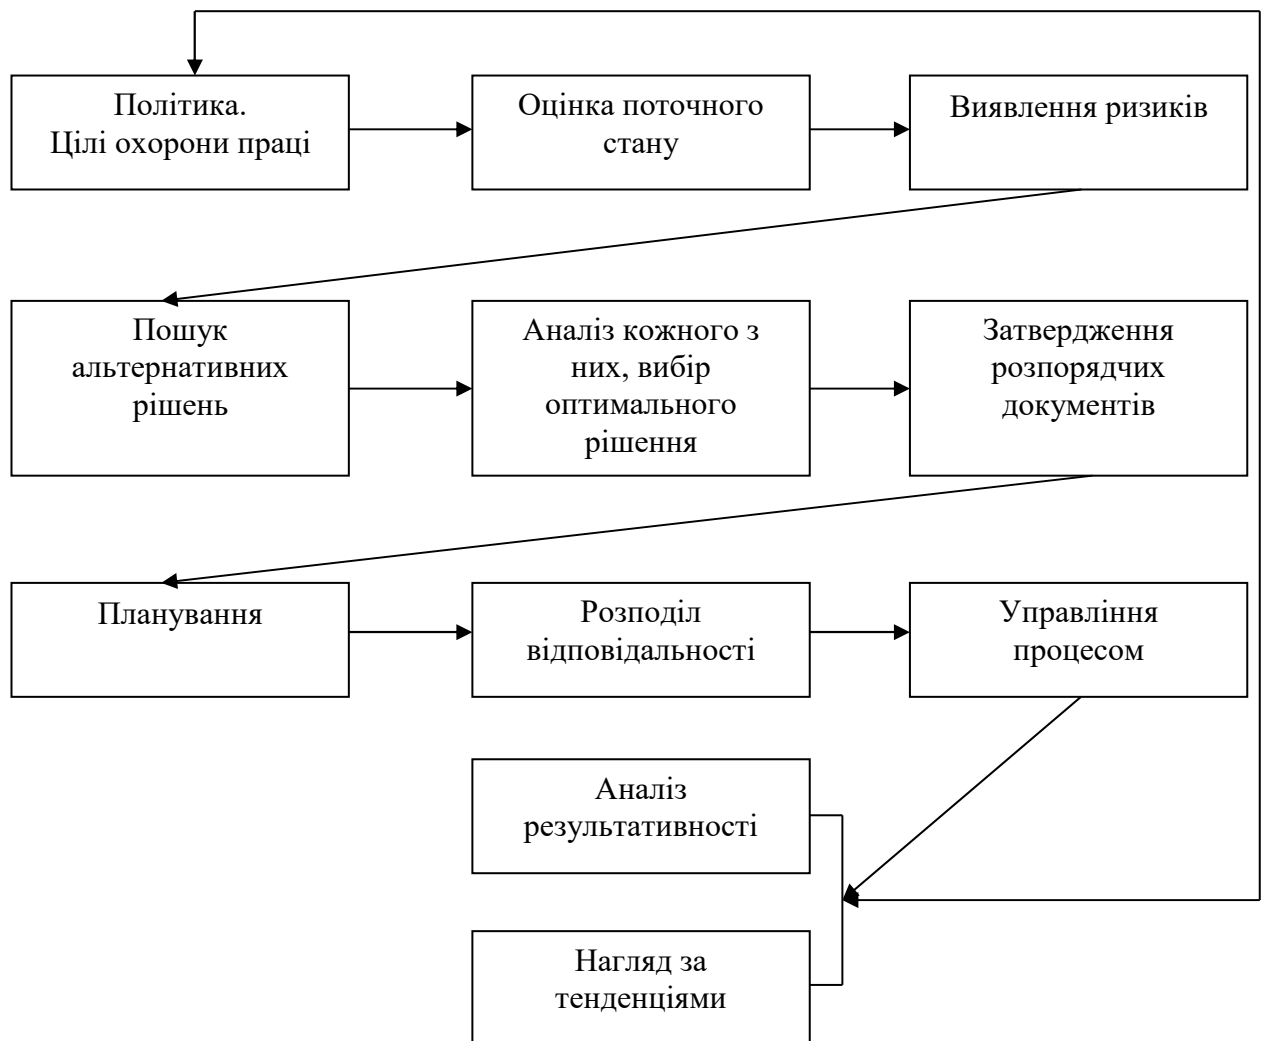 Політика.
Цілі охорони праці
Оцінка поточного
стану
Виявлення ризиків
Пошук
альтернативних
рішень
Аналіз кожного з
них, вибір
оптимального
рішення
Затвердження
розпорядчих
документів
Планування
Розподіл
відповідальності
Управління
процесом
Аналіз
результативності
Нагляд за
тенденціями